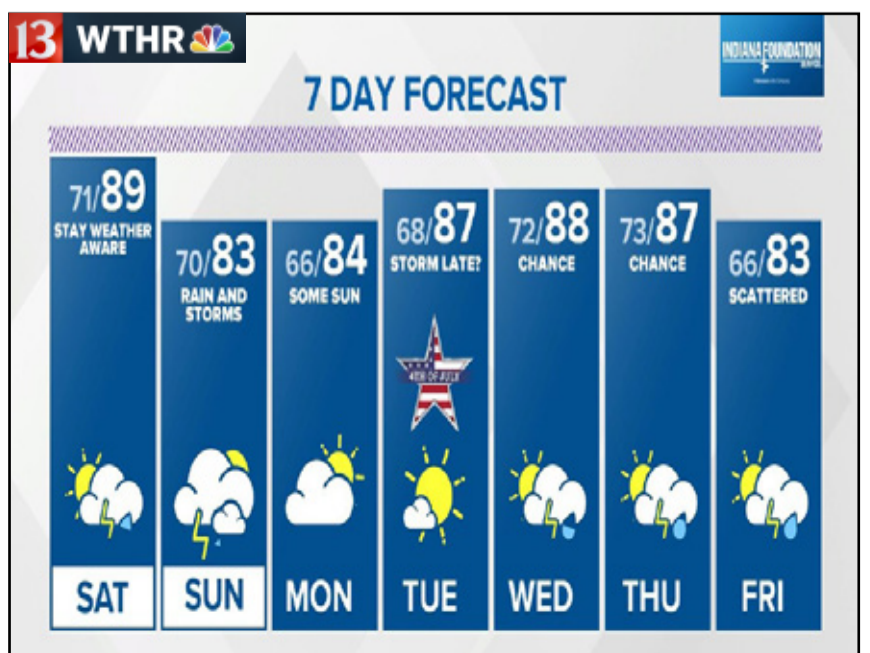 13 WTHR
INDIANA FOUNDATION
7 DAY FORECAST
71/89
STAY WEATHER
AWARE
70/83
RAIN AND
STORMS
66/84
SOME SUN
68/87
STORM LATE?
4TH OF JULY
72/88
CHANCE
73/87
CHANCE
66/83
SCATTERED
SAT
SUN
MON
TUE
WED
THU
FRI